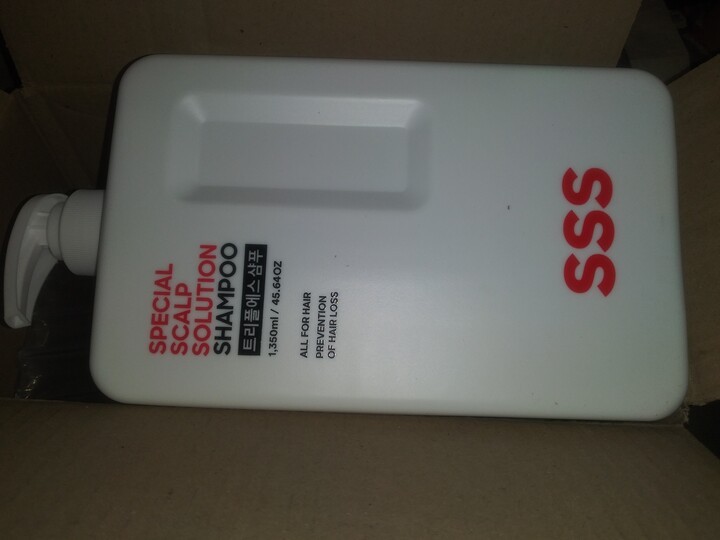 SPECIAL
SCALP
SOLUTION
SHAMPOO
트리플에스샴푸
1,350ml / 45.64OZ
ALL FOR HAIR
PREVENTION
OF HAIR LOSS
SSS